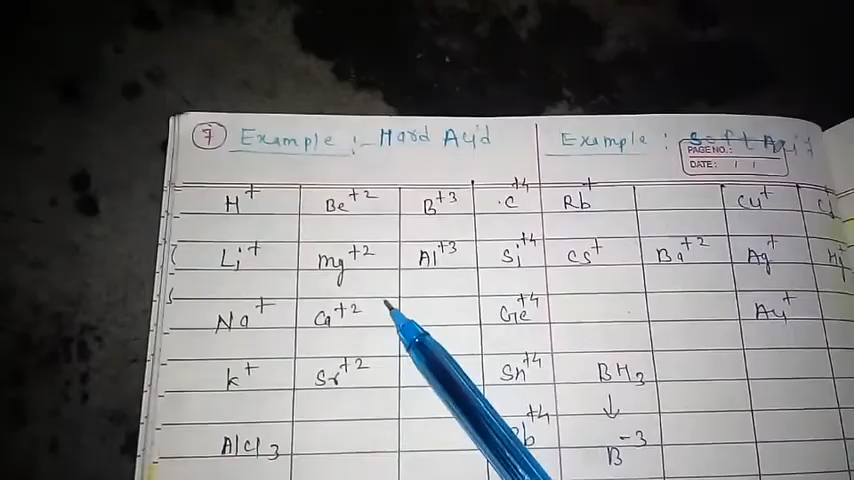 7 Example :- Hard Acid Example : Soft Acid
PAGE NO.:
DATE: / /
H+ Be+2 B+3 C+4 Rb+ Cu+
Li+ Mg+2 Al+3 Si+4 Cs+ Ba+2 Ag+
Na+ Ca+2 Ge+4 Au+
K+ Sr+2 Sn+4 BH3
↓
AlCl3 B-3